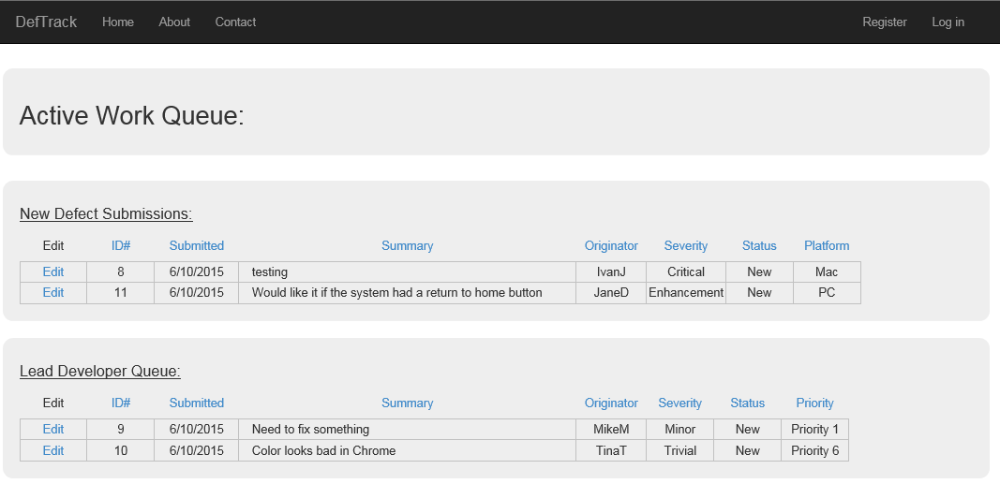 DefTrack Home About Contact Register Log in
Active Work Queue:
New Defect Submissions:
Edit ID# Submitted Summary Originator Severity Status Platform
Edit 8 6/10/2015 testing IvanJ Critical New Mac
Edit 11 6/10/2015 Would like it if the system had a return to home button JaneD Enhancement New PC
Lead Developer Queue:
Edit ID# Submitted Summary Originator Severity Status Priority
Edit 9 6/10/2015 Need to fix something MikeM Minor New Priority 1
Edit 10 6/10/2015 Color looks bad in Chrome TinaT Trivial New Priority 6